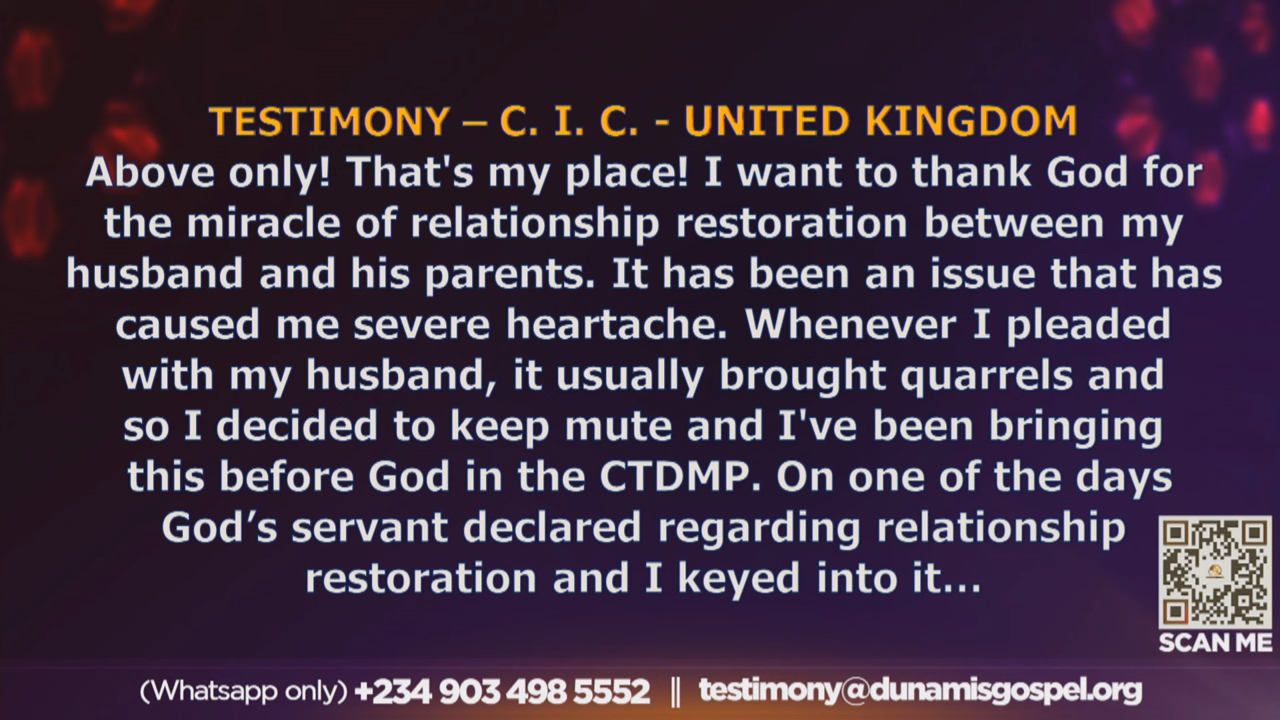 TESTIMONY – C. I. C. - UNITED KINGDOM
Above only! That's my place! I want to thank God for
the miracle of relationship restoration between my
husband and his parents. It has been an issue that has
caused me severe heartache. Whenever I pleaded
with my husband, it usually brought quarrels and
so I decided to keep mute and I've been bringing
this before God in the CTDMP. On one of the days
God’s servant declared regarding relationship
restoration and I keyed into it...
SCAN ME
(Whatsapp only) +234 903 498 5552 || testimony@dunamisgospel.org